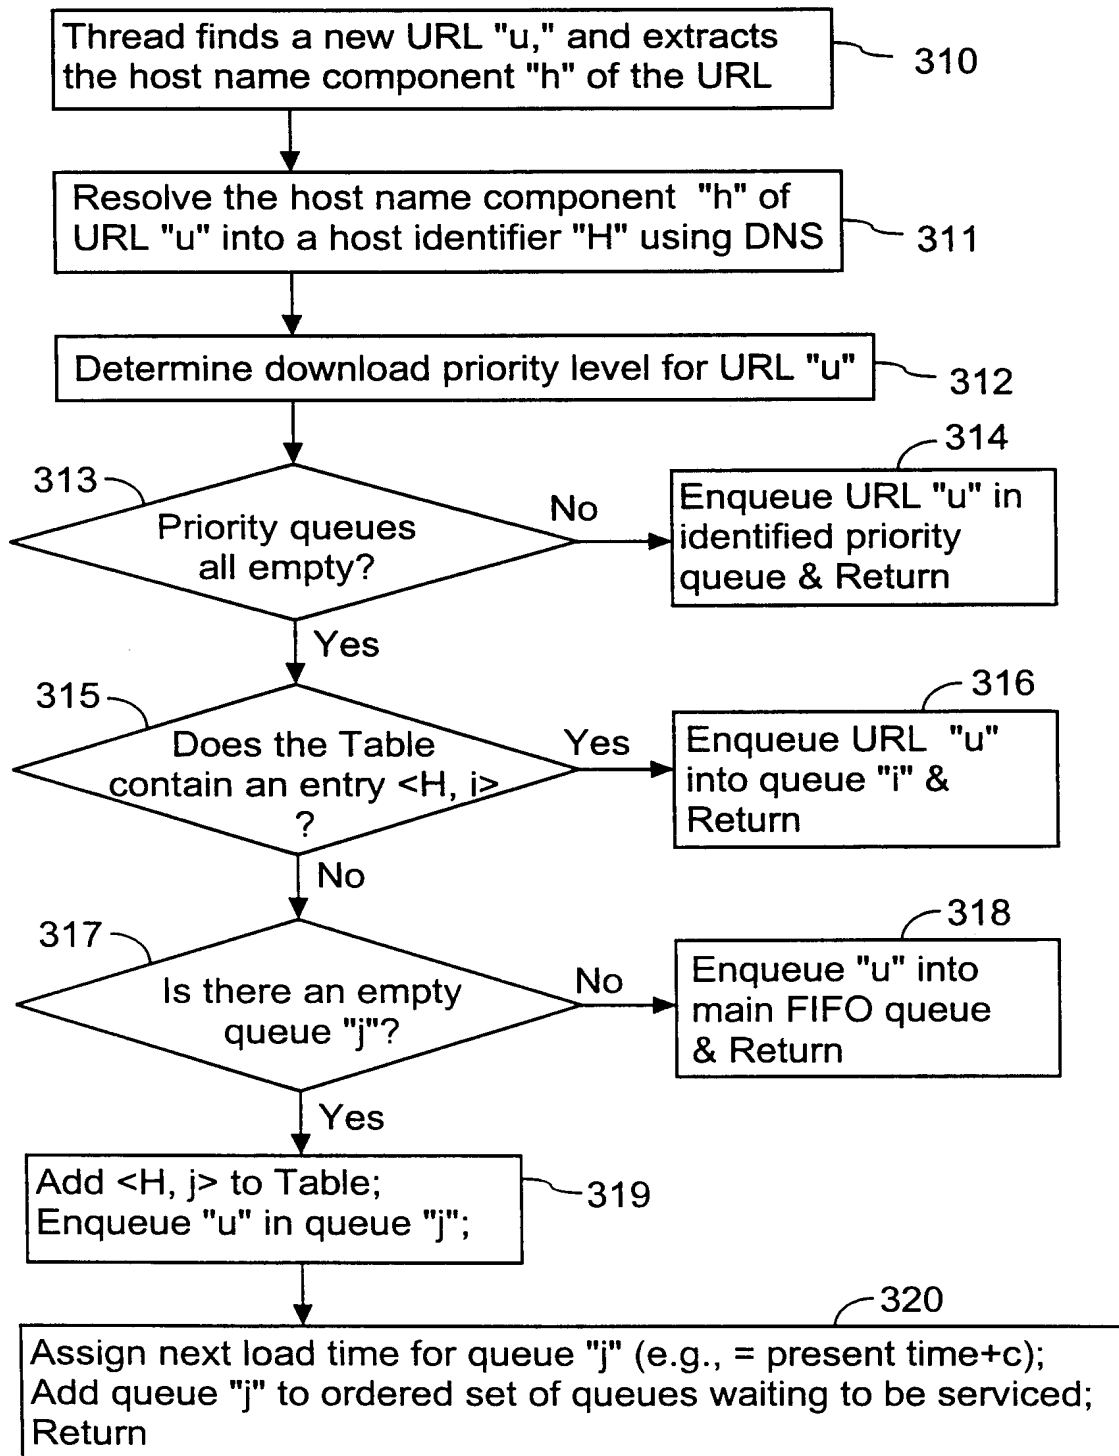 Thread finds a new URL "u," and extracts
the host name component "h" of the URL
310
Resolve the host name component "h" of
URL "u" into a host identifier "H" using DNS
311
Determine download priority level for URL "u"
312
313
Priority queues
all empty?
No
314
Enqueue URL "u" in
identified priority
queue & Return
Yes
315
Does the Table
contain an entry <H, i>
?
Yes
316
Enqueue URL "u"
into queue "i" &
Return
No
317
Is there an empty
queue "j"?
No
318
Enqueue "u" into
main FIFO queue
& Return
Yes
Add <H, j> to Table;
Enqueue "u" in queue "j";
319
320
Assign next load time for queue "j" (e.g., = present time+c);
Add queue "j" to ordered set of queues waiting to be serviced;
Return